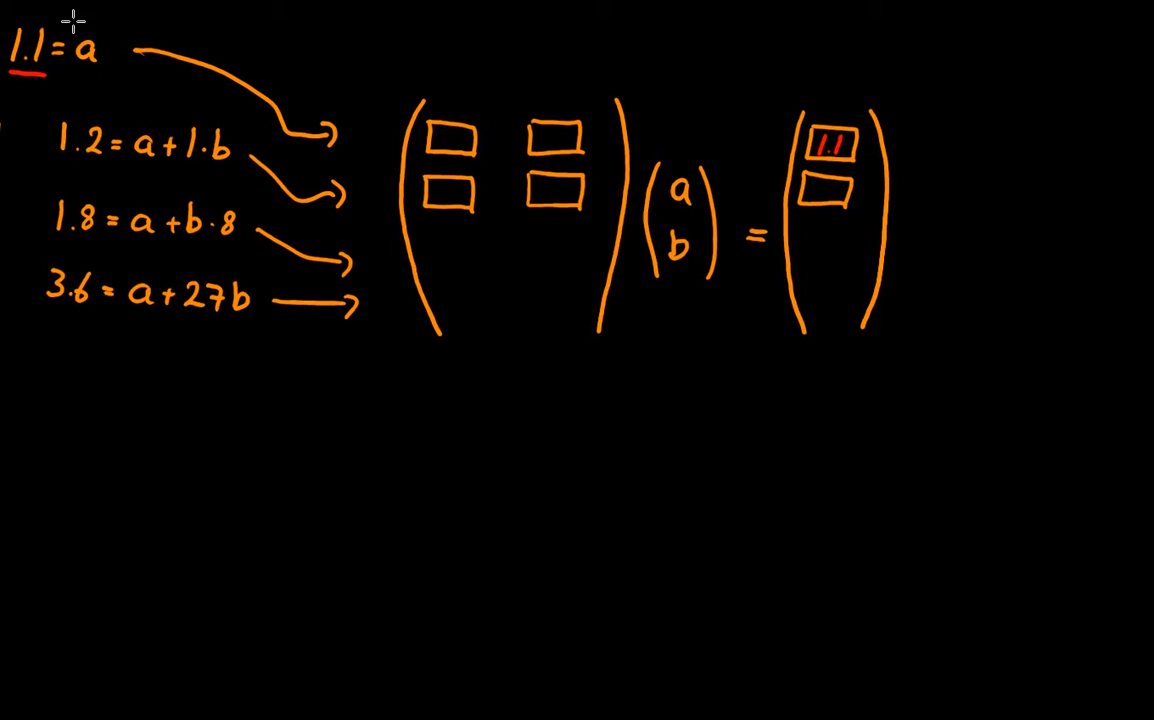 1.1 = a
1.2 = a + 1.b
1.8 = a + b.8
3.6 = a + 27b
a
b
=
1.1